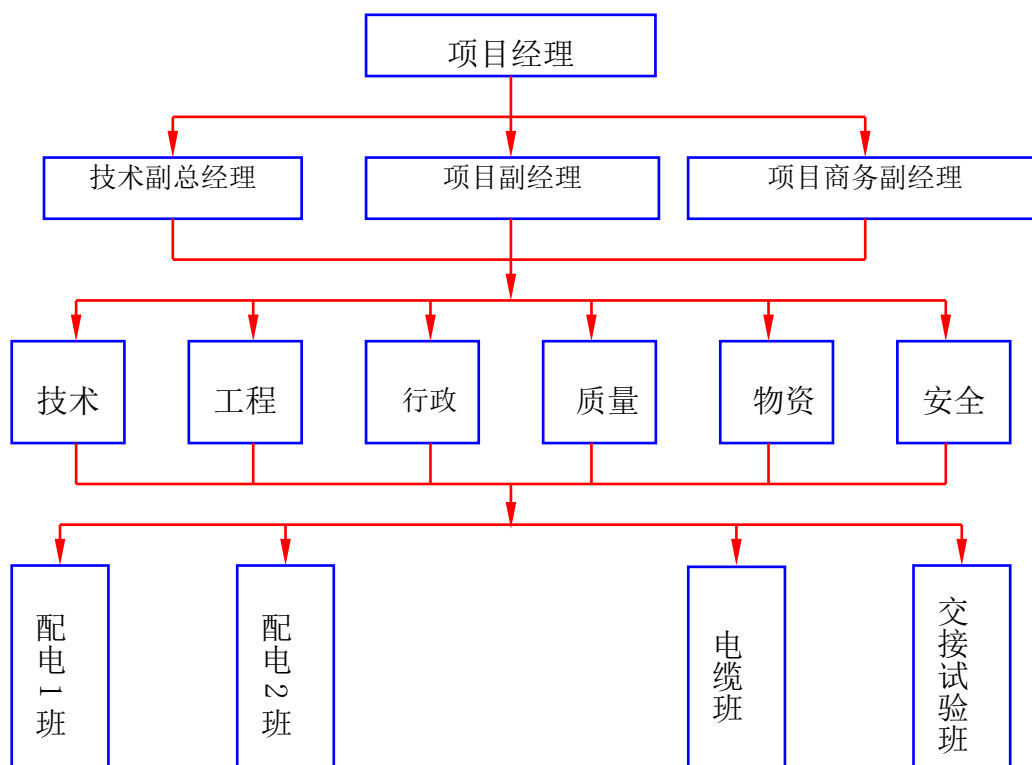 项目经理
技术副总经理
项目副经理
项目商务副经理
技术
工程
行政
质量
物资
安全
配电1班
配电2班
电缆班
交接试验班